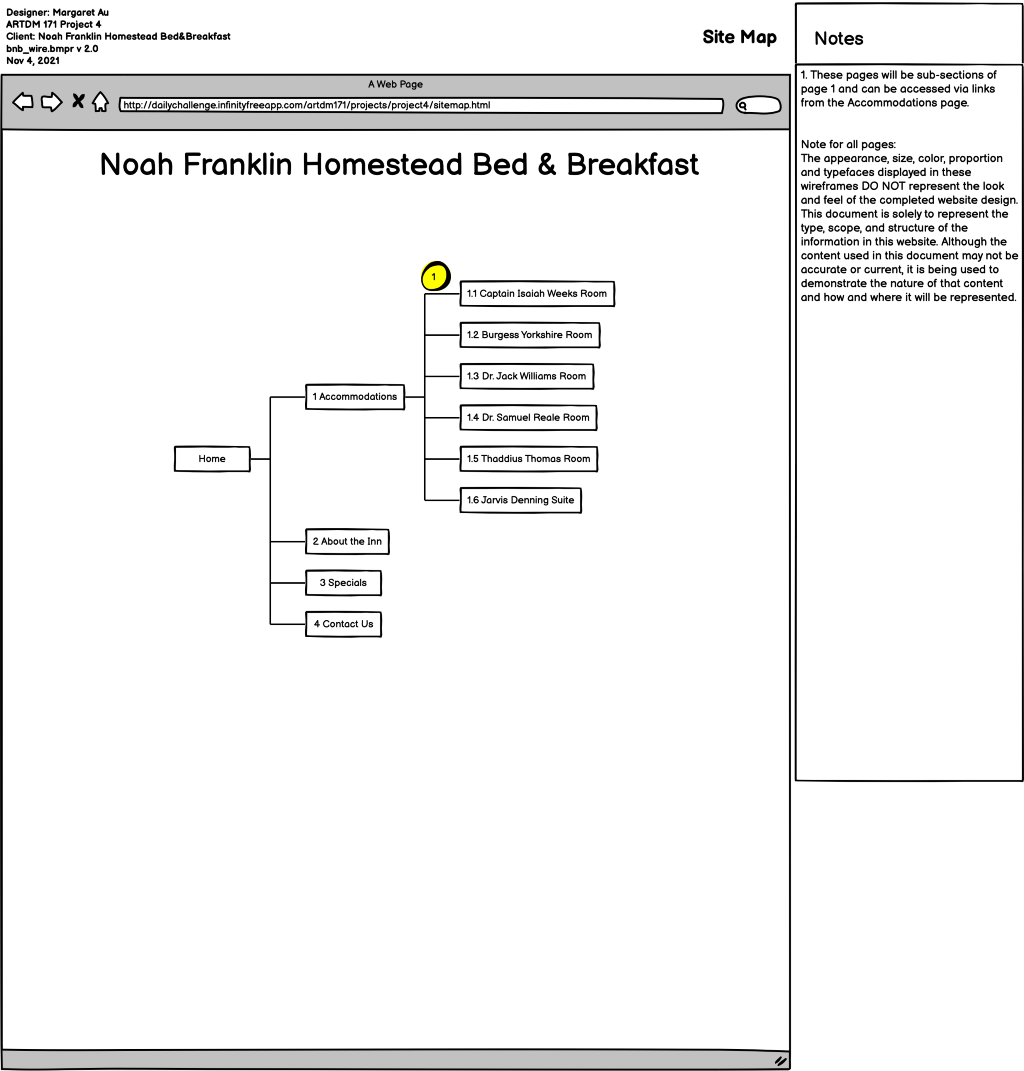 Designer: Margaret Au
ARTDM 171 Project 4
Client: Noah Franklin Homestead Bed&Breakfast
bnb_wire.bmpr v 2.0
Nov 4, 2021
Site Map
Notes
A Web Page
http://dailychallenge.infinityfreeapp.com/artdm171/projects/project4/sitemap.html
Noah Franklin Homestead Bed & Breakfast
1
1.1 Captain Isaiah Weeks Room
1.2 Burgess Yorkshire Room
1.3 Dr. Jack Williams Room
1 Accommodations
1.4 Dr. Samuel Reale Room
Home
1.5 Thaddius Thomas Room
1.6 Jarvis Denning Suite
2 About the Inn
3 Specials
4 Contact Us
1. These pages will be sub-sections of
page 1 and can be accessed via links
from the Accommodations page.
Note for all pages:
The appearance, size, color, proportion
and typefaces displayed in these
wireframes DO NOT represent the look
and feel of the completed website design.
This document is solely to represent the
type, scope, and structure of the
information in this website. Although the
content used in this document may not be
accurate or current, it is being used to
demonstrate the nature of that content
and how and where it will be represented.